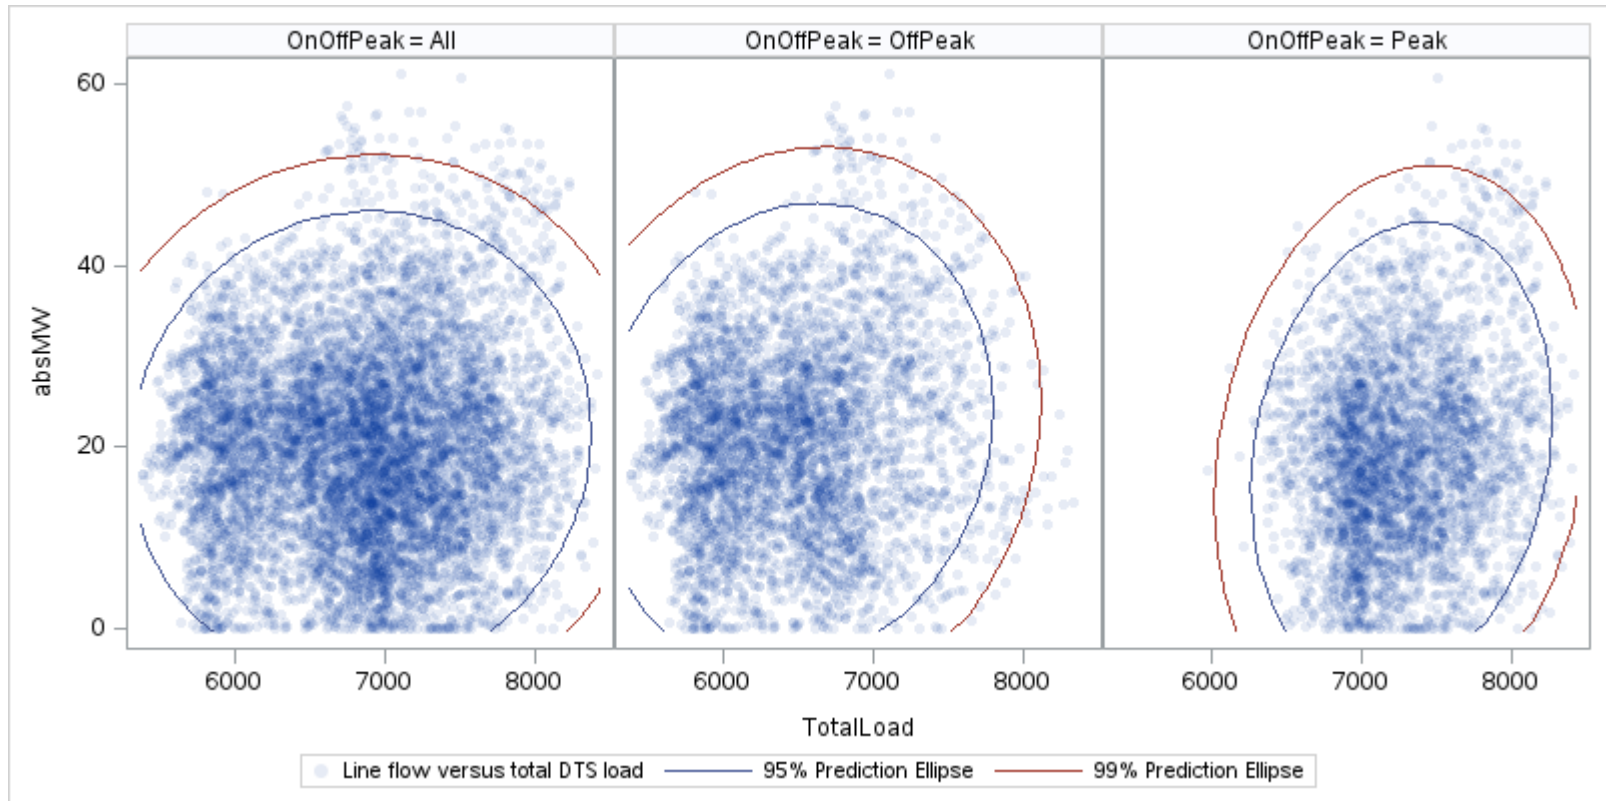 OnOffPeak = All
OnOffPeak = OffPeak
OnOffPeak = Peak
60
40
20
0
absMW
6000 7000 8000
6000 7000 8000
6000 7000 8000
TotalLoad
Line flow versus total DTS load
95% Prediction Ellipse
99% Prediction Ellipse